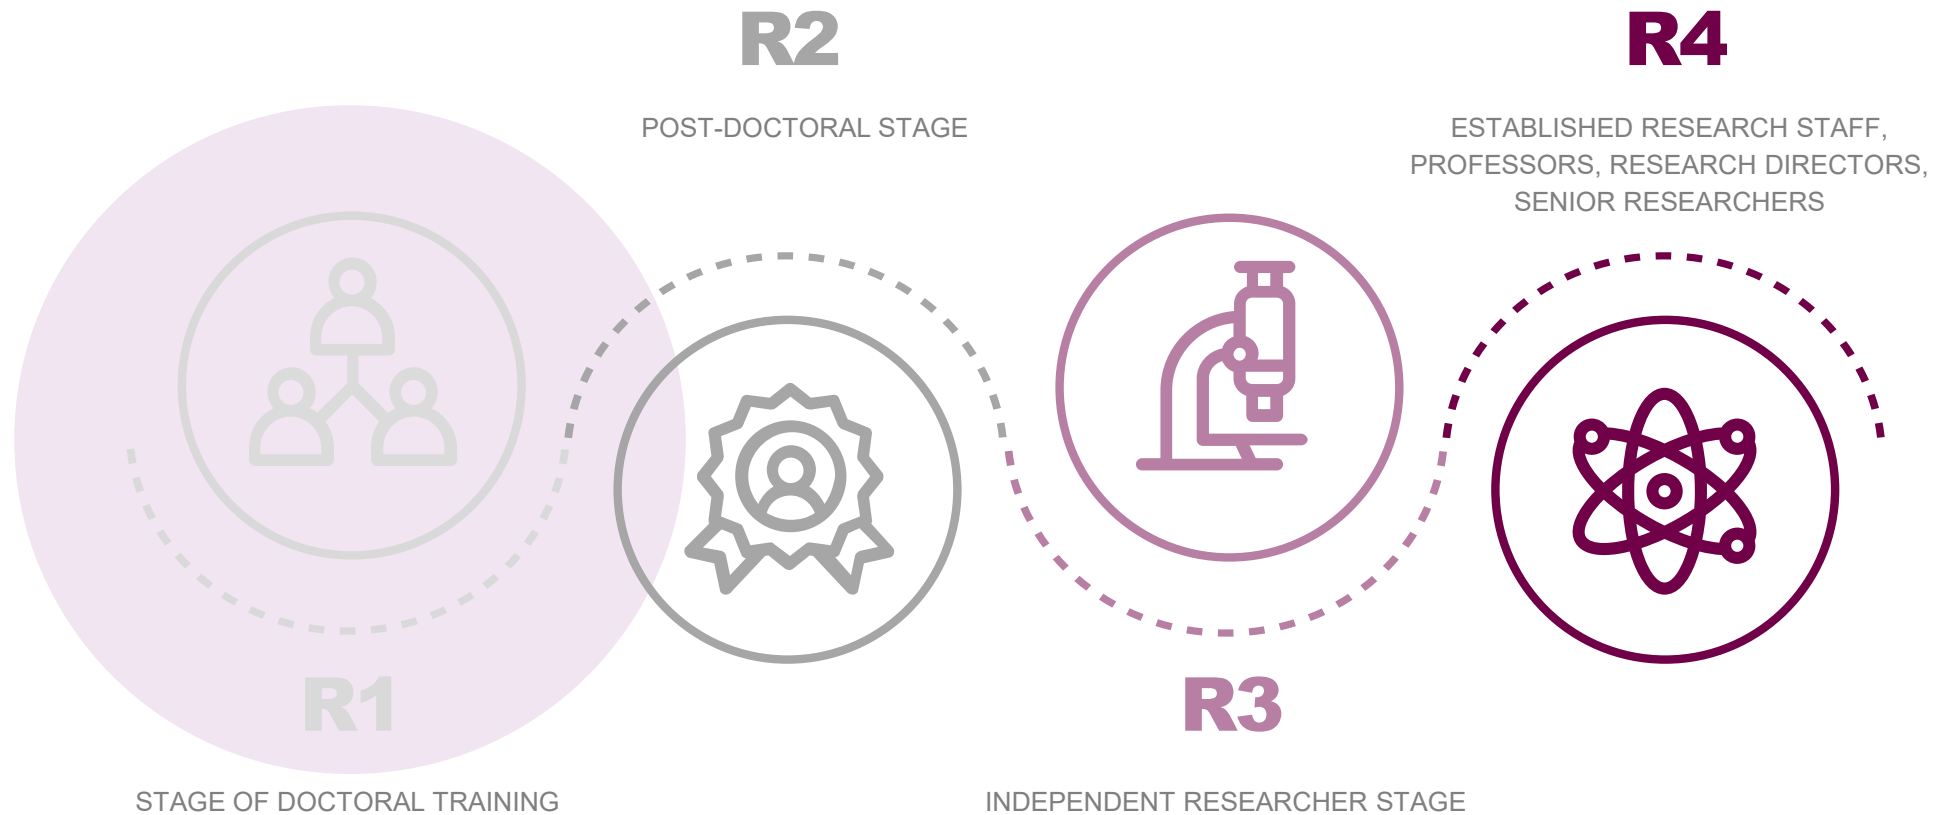 R1
STAGE OF DOCTORAL TRAINING
R2
POST-DOCTORAL STAGE
R3
INDEPENDENT RESEARCHER STAGE
R4
ESTABLISHED RESEARCH STAFF,
PROFESSORS, RESEARCH DIRECTORS,
SENIOR RESEARCHERS